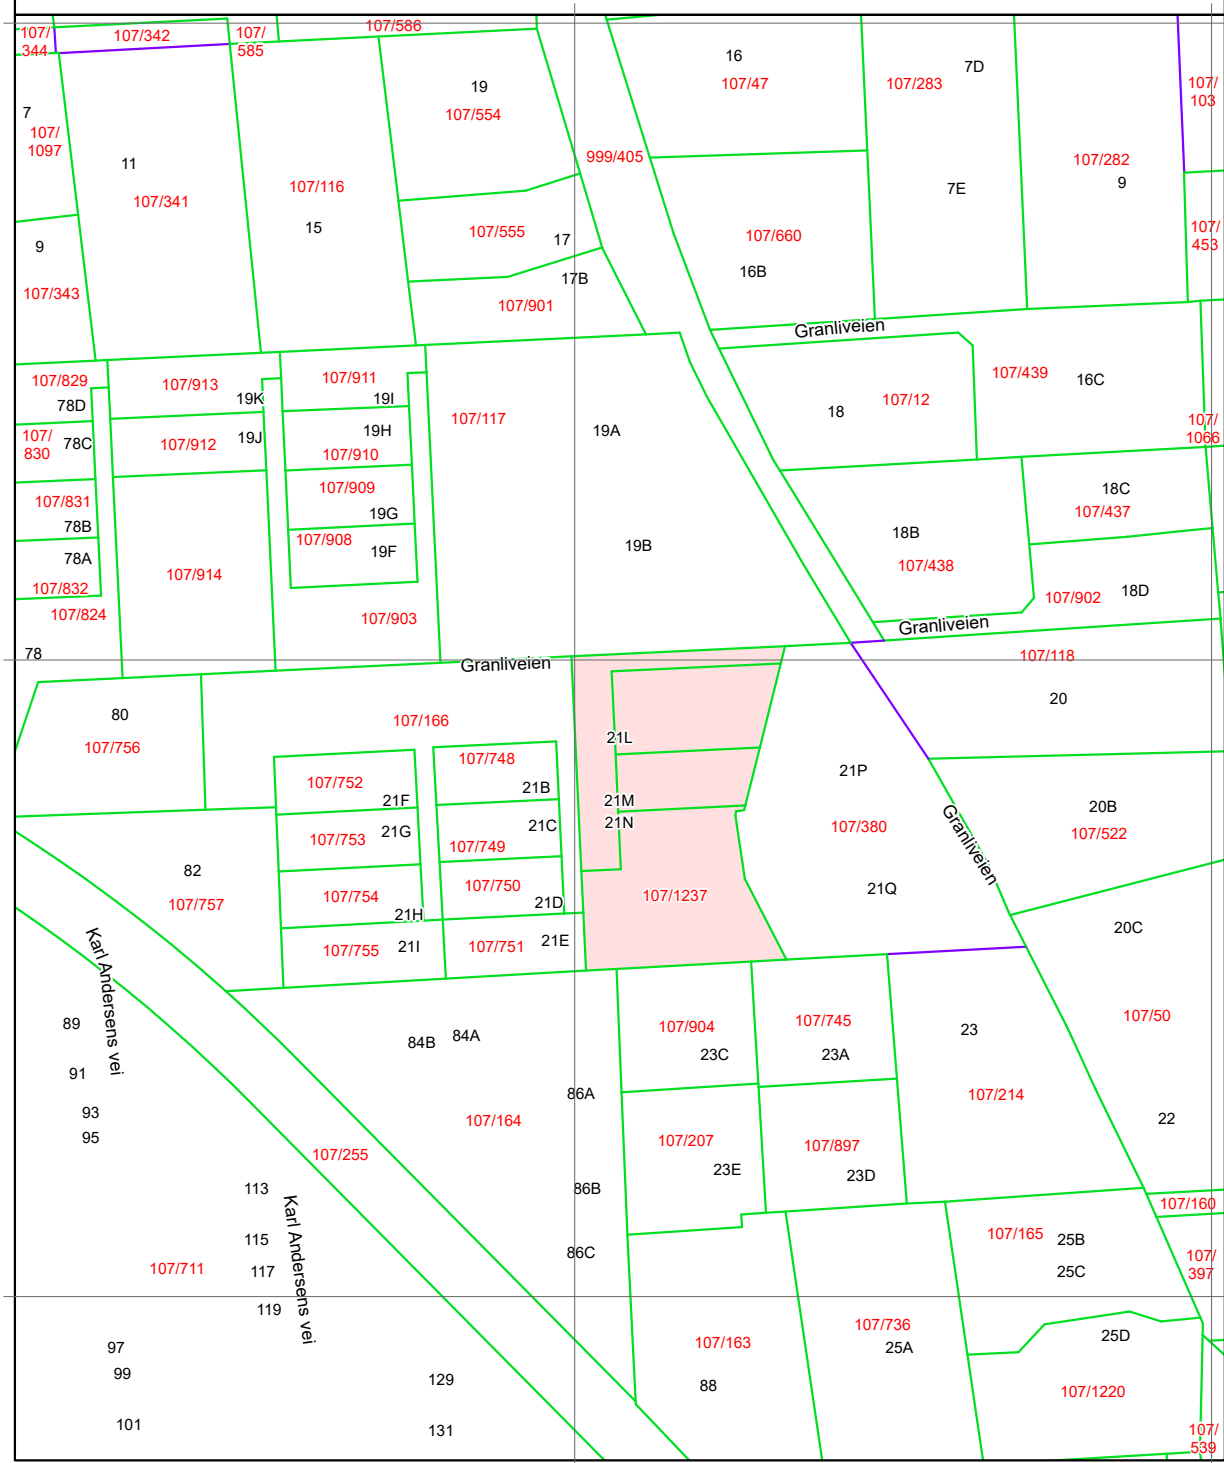 107/
344
107/342
107/
585
107/586
16
107/47
107/283
7D
107/
103
7
107/
1097
11
107/341
107/116
15
19
107/554
999/405
107/282
9
7E
107/555
17
107/660
16B
107/
453
9
107/343
17B
107/901
Granliveien
107/829
78D
107/913
19K
107/911
19I
107/117
19A
18
107/12
107/439
16C
107/
1066
107/
830
78C
107/912
19J
19H
107/910
107/831
78B
107/909
19G
19B
18B
107/438
18C
107/437
78A
107/832
107/914
107/908
19F
107/824
107/903
107/902
18D
Granliveien
78
Granliveien
107/118
20
80
107/756
107/166
21L
107/752
21F
107/748
21B
21M
21N
21P
107/380
20B
107/522
Granliveien
107/753
21G
107/749
21C
82
107/757
107/754
21H
107/750
21D
107/1237
21Q
107/755
21I
107/751
21E
20C
Karl Andersens vei
89
84B
84A
107/904
23C
107/745
23A
23
107/50
91
93
95
86A
107/164
107/214
22
107/255
107/207
23E
107/897
23D
113
86B
Karl Andersens vei
107/160
115
86C
107/165
25B
25C
107/
397
107/711
117
119
97
99
107/163
88
107/736
25A
25D
107/1220
129
101
131
107/
539